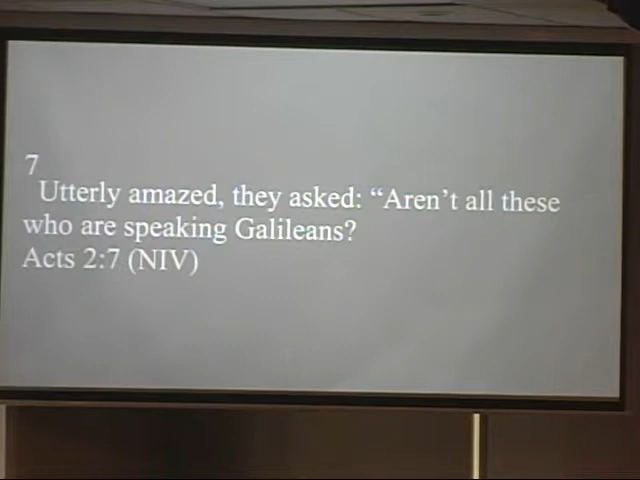 7
Utterly amazed, they asked: “Aren’t all these
who are speaking Galileans?
Acts 2:7 (NIV)